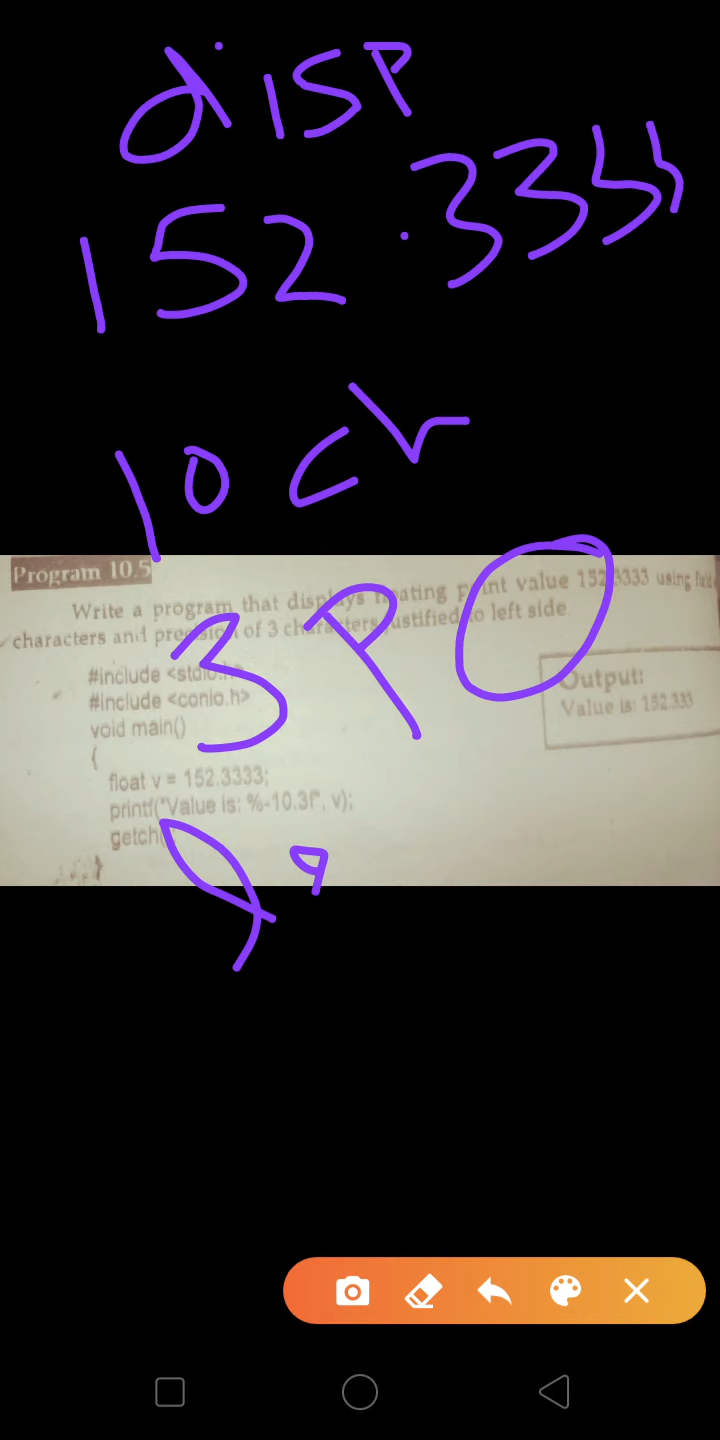 disp
152.3333
10 ch
Program 10.5
Write a program that displays floating point value 152.3333 using field
characters and precision of 3 characters justified to left side.
3 P
#include <stdio.h>
#include <conio.h>
void main()
{
float v = 152.3333;
printf("Value is: %-10.3f", v);
getch
}
Output:
Value is: 152.333